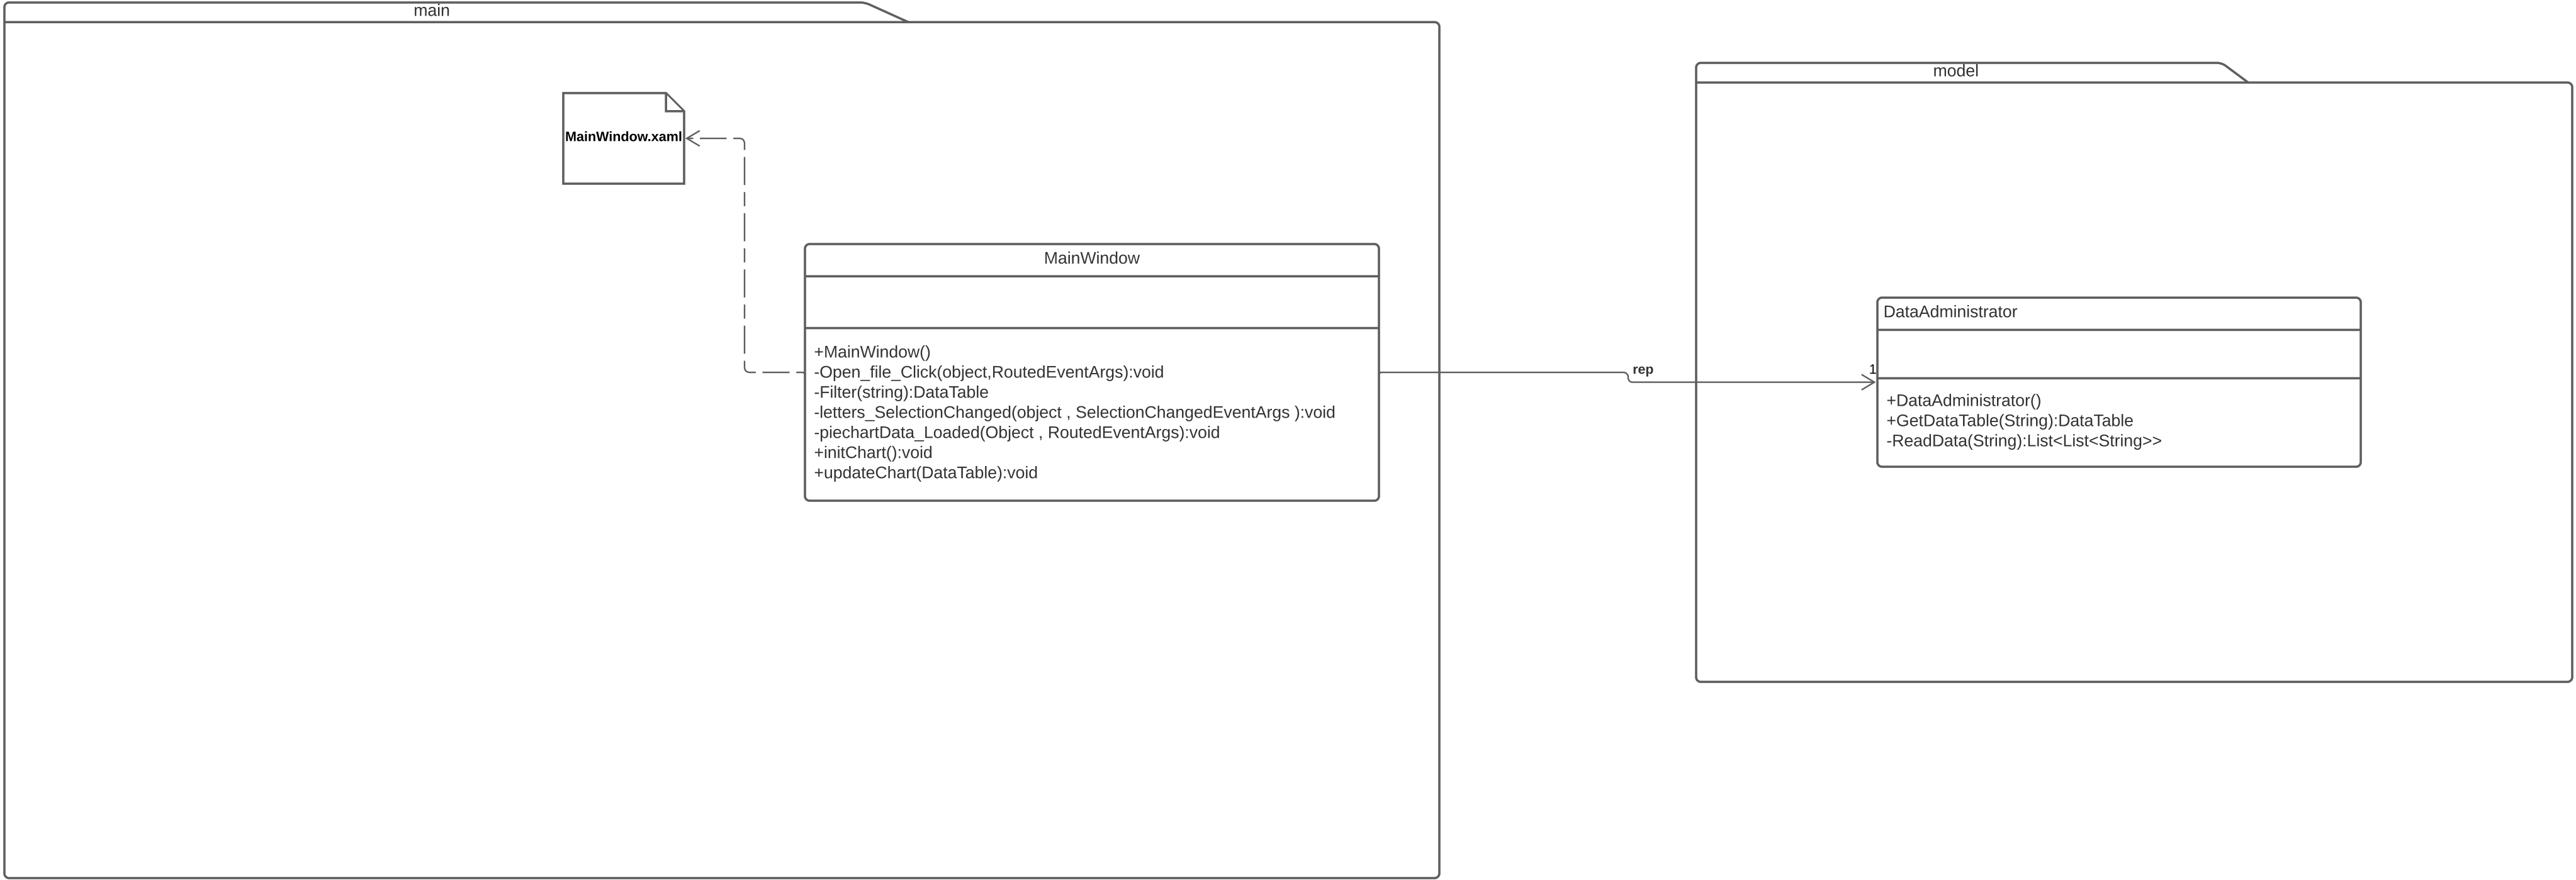 main
model
MainWindow.xaml
MainWindow
+MainWindow()
-Open_file_Click(object,RoutedEventArgs):void
-Filter(string):DataTable
-letters_SelectionChanged(object , SelectionChangedEventArgs ):void
-piechartData_Loaded(Object , RoutedEventArgs):void
+initChart():void
+updateChart(DataTable):void
rep
1
DataAdministrator
+DataAdministrator()
+GetDataTable(String):DataTable
-ReadData(String):List<List<String>>